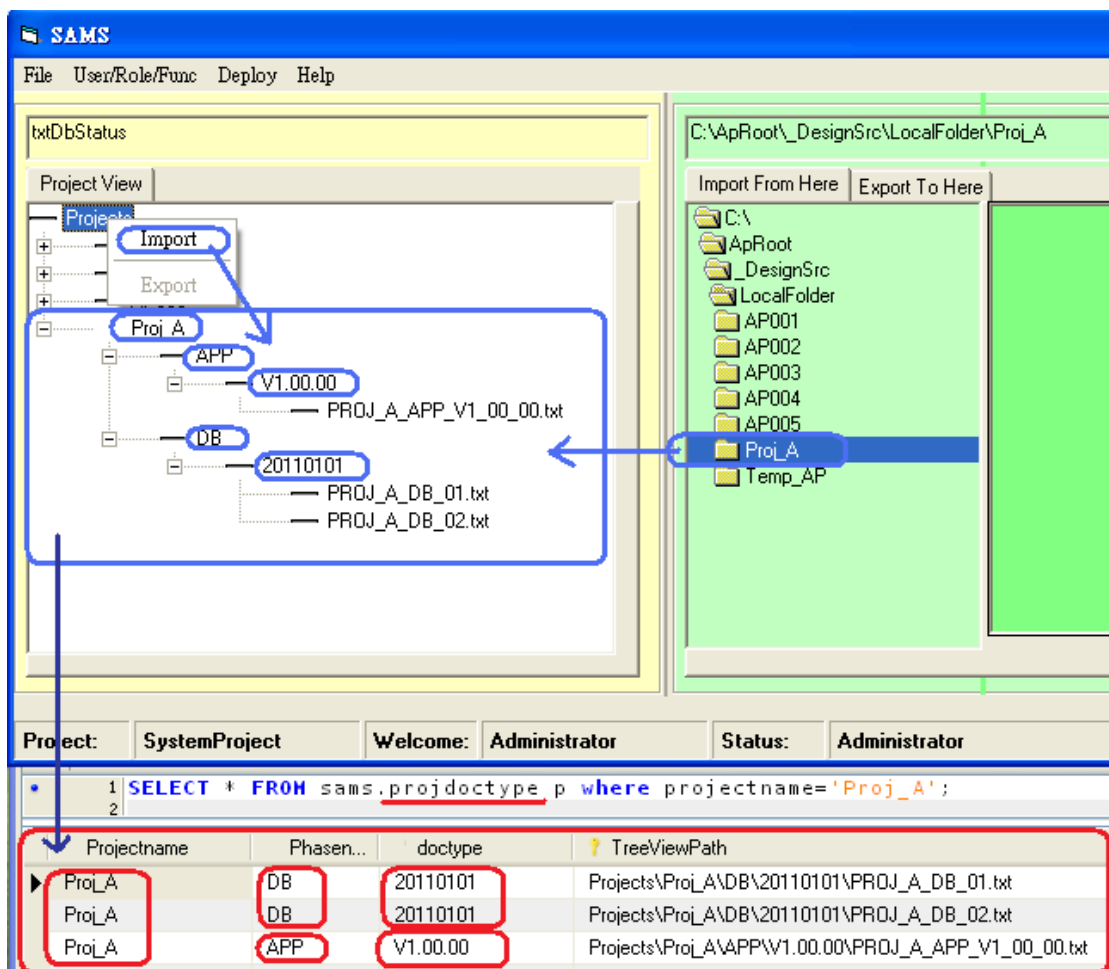 SAMS
File User/Role/Func Deploy Help
txtDbStatus
Project View
Projects
Import
Export
Proj_A
APP
V1.00.00
PROJ_A_APP_V1_00_00.txt
DB
20110101
PROJ_A_DB_01.txt
PROJ_A_DB_02.txt
C:\ApRoot\_DesignSrc\LocalFolder\Proj_A
Import From Here Export To Here
C:\
ApRoot
_DesignSrc
LocalFolder
AP001
AP002
AP003
AP004
AP005
Proj_A
Temp_AP
Project: SystemProject Welcome: Administrator Status: Administrator
1 SELECT * FROM sams.projdoctype p where projectname='Proj_A';
2
Projectname Phasen... doctype TreeViewPath
Proj_A DB 20110101 Projects\Proj_A\DB\20110101\PROJ_A_DB_01.txt
Proj_A DB 20110101 Projects\Proj_A\DB\20110101\PROJ_A_DB_02.txt
Proj_A APP V1.00.00 Projects\Proj_A\APP\V1.00.00\PROJ_A_APP_V1_00_00.txt